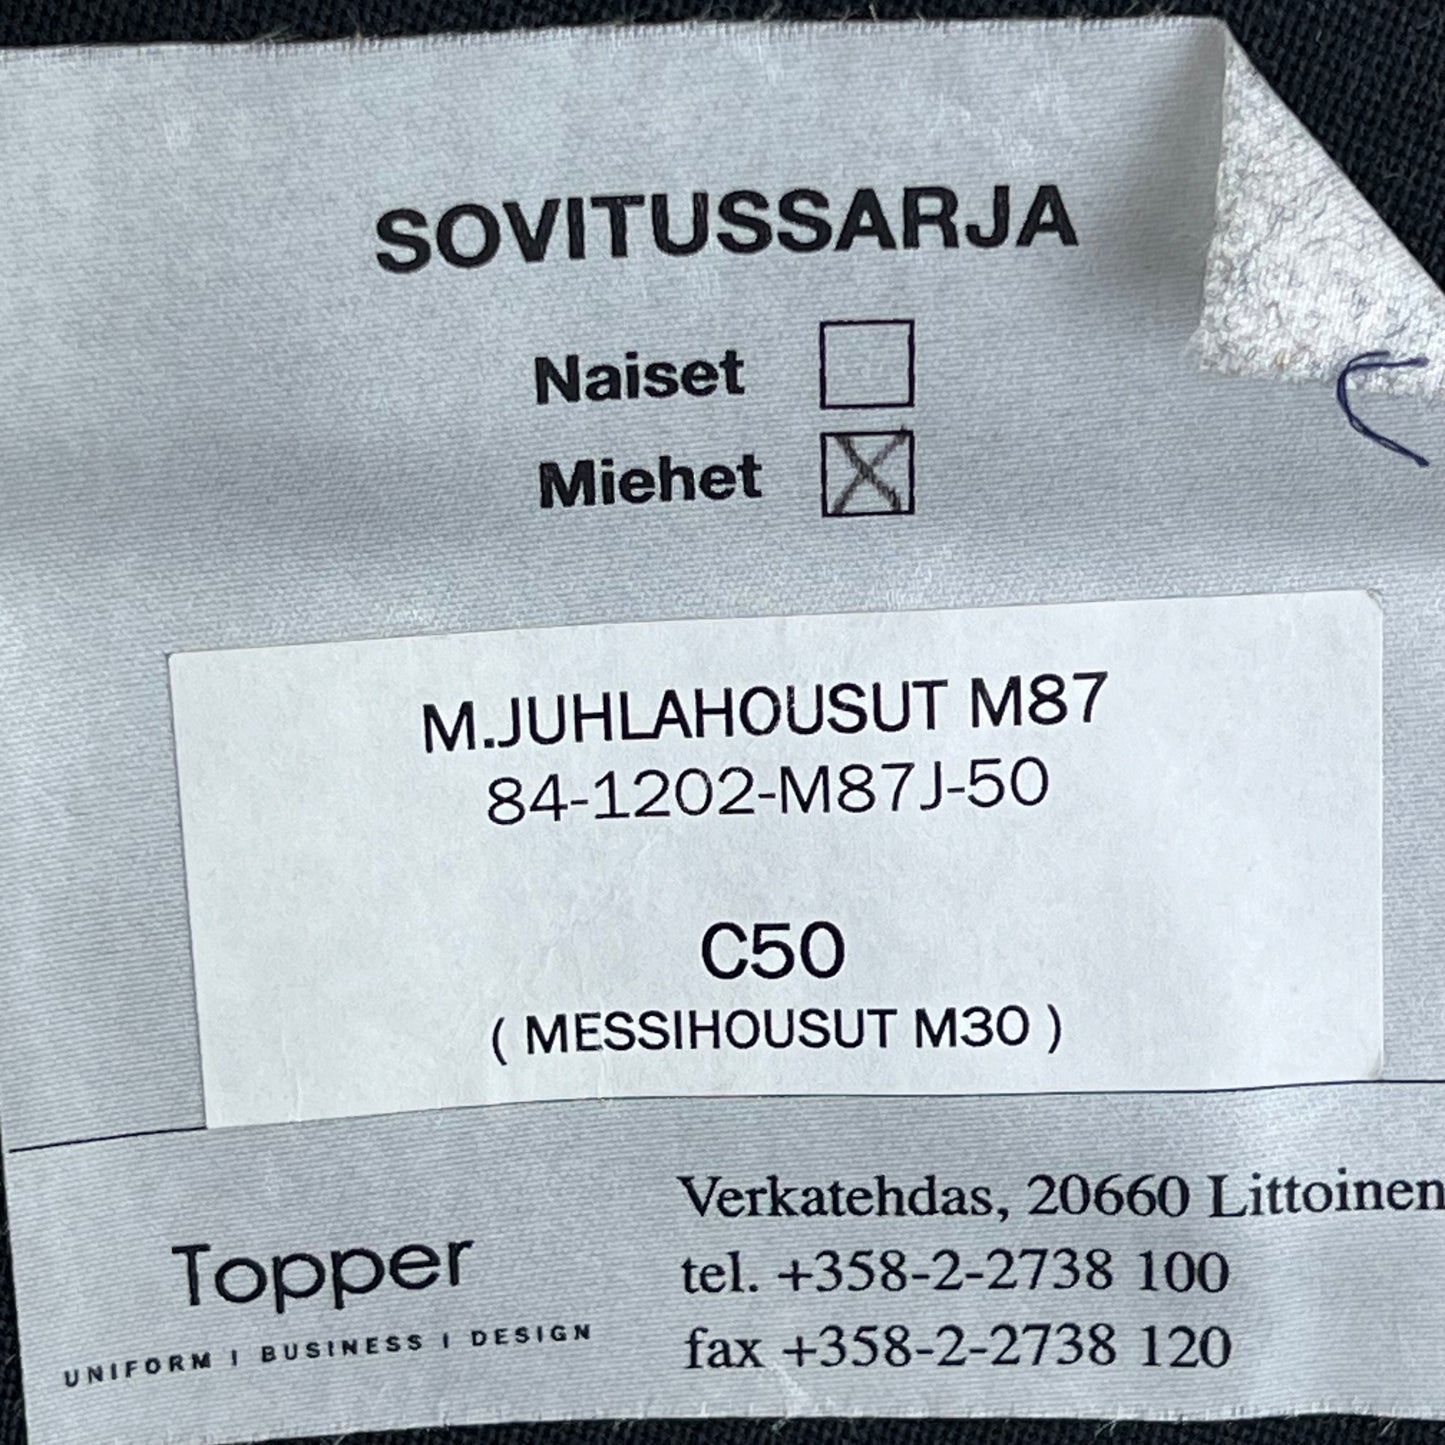 SOVITUSSARJA
Naiset
Miehet
M.JUHLAHOUSUT M87
84-1202-M87J-50
C50
( MESSIHOUSUT M30 )
Topper
UNIFORM I BUSINESS I DESIGN
Verkatehdas, 20660 Littoinen
tel. +358-2-2738 100
fax +358-2-2738 120